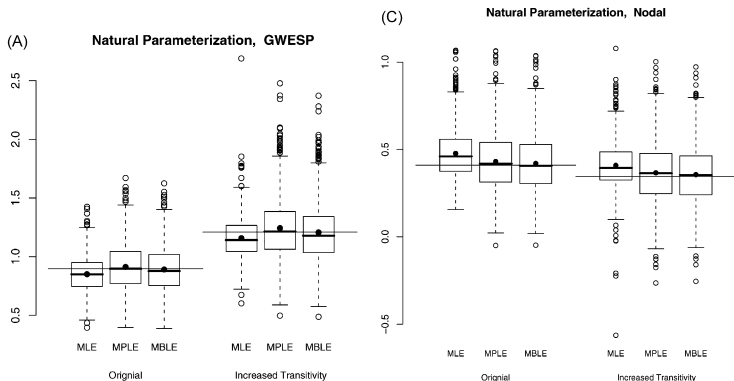 (A)
Natural Parameterization, GWESP
2.5
2.0
1.5
1.0
0.5
MLE MPLE MBLE MLE MPLE MBLE
Orignial Increased Transitivity
(C)
Natural Parameterization, Nodal
1.0
0.5
0.0
−0.5
MLE MPLE MBLE MLE MPLE MBLE
Orignial Increased Transitivity